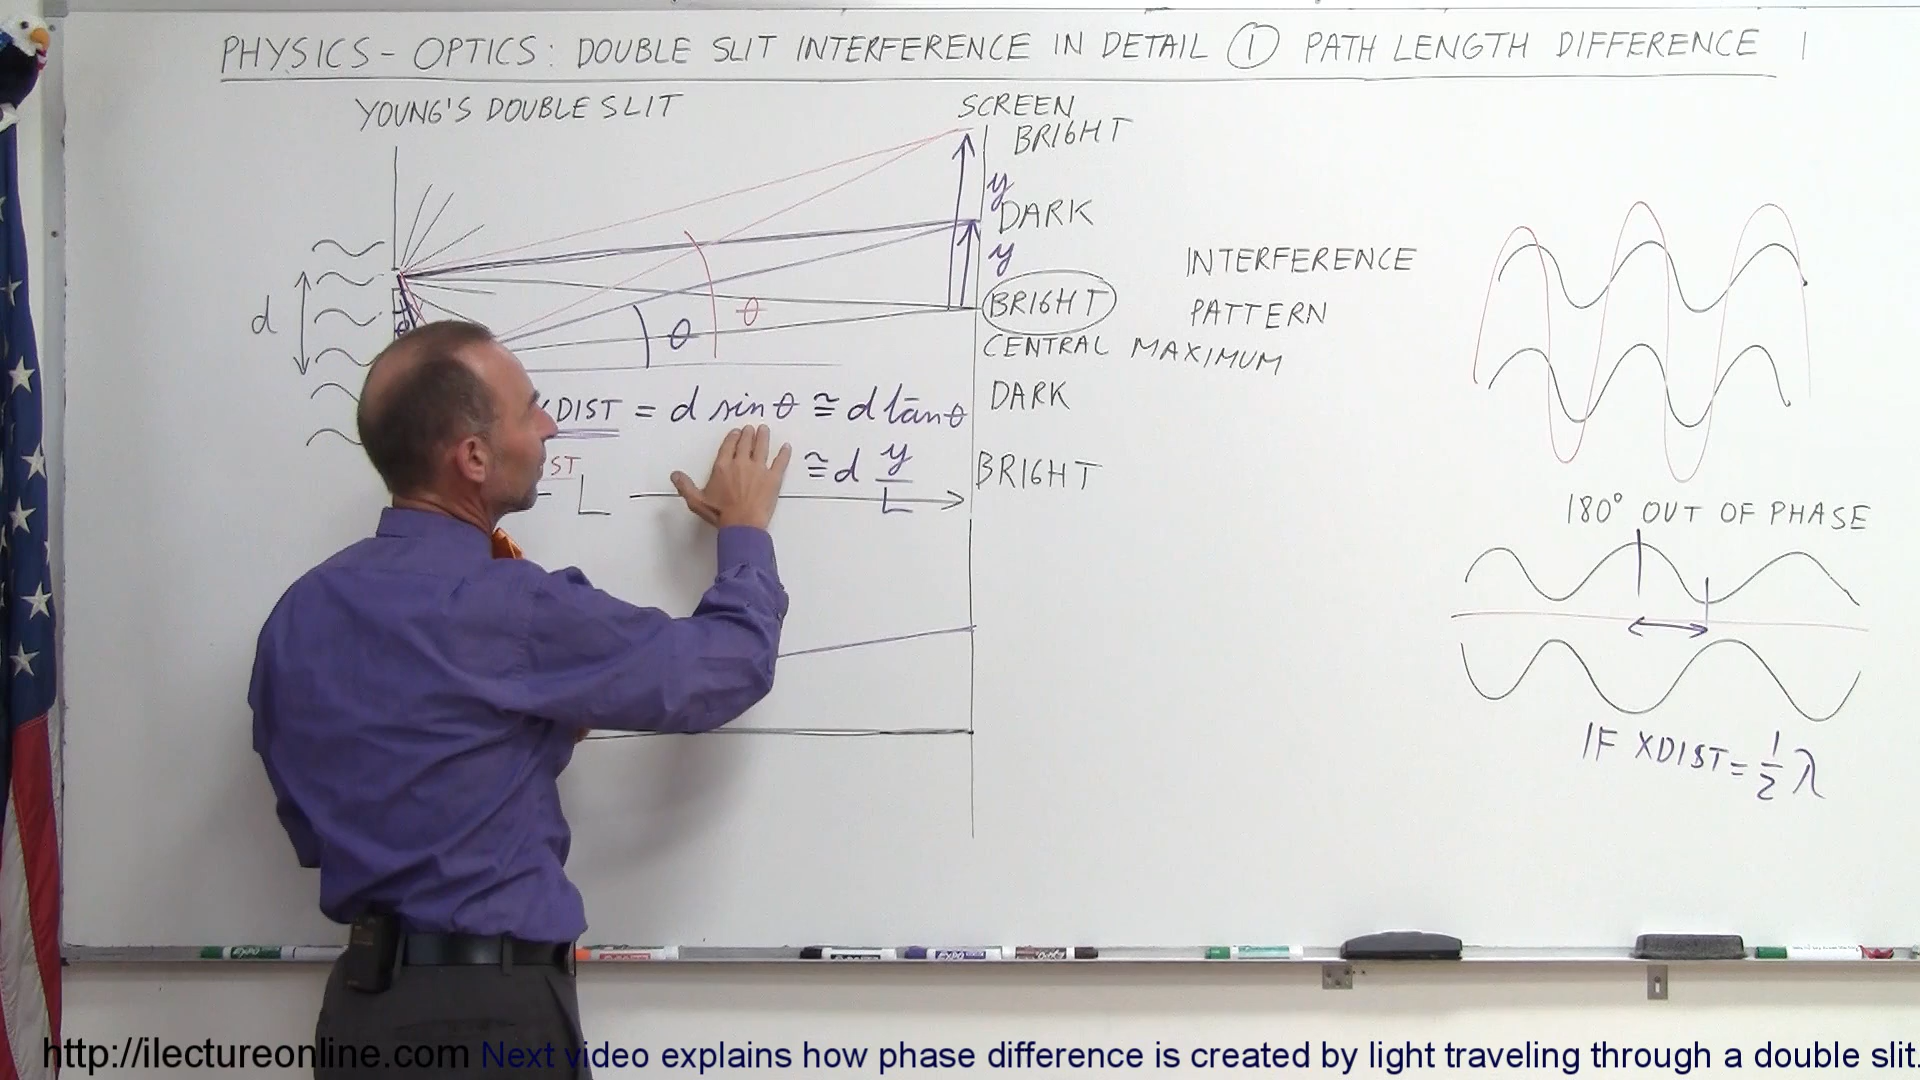 PHYSICS - OPTICS: DOUBLE SLIT INTERFERENCE IN DETAIL ① PATH LENGTH DIFFERENCE |
YOUNG'S DOUBLE SLIT
SCREEN
BRIGHT
y
DARK
y
BRIGHT
CENTRAL MAXIMUM
DARK
BRIGHT
d
θ
θ
θ
XDIST = d sin θ ≅ d tan θ
≅ d y/L
IST
L
INTERFERENCE
PATTERN
180° OUT OF PHASE
IF XDIST = 1/2 λ
http://ilectureonline.com Next video explains how phase difference is created by light traveling through a double slit.